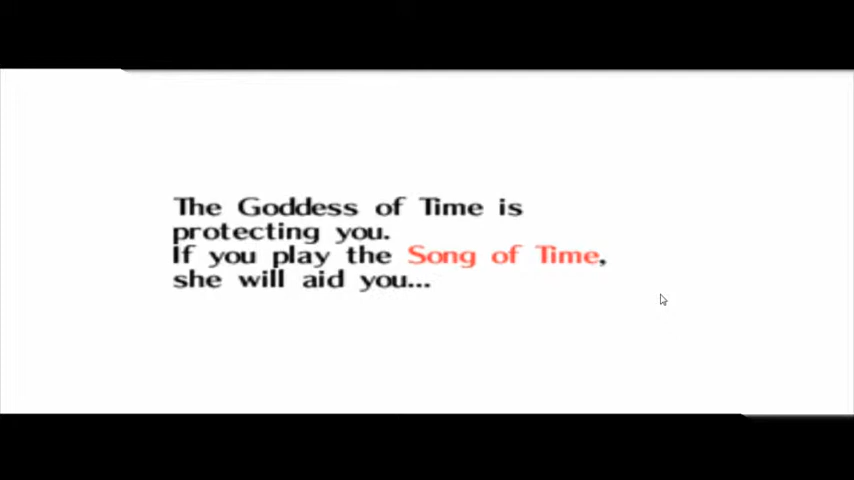 The Goddess of Time is
protecting you.
If you play the Song of Time,
she will aid you...